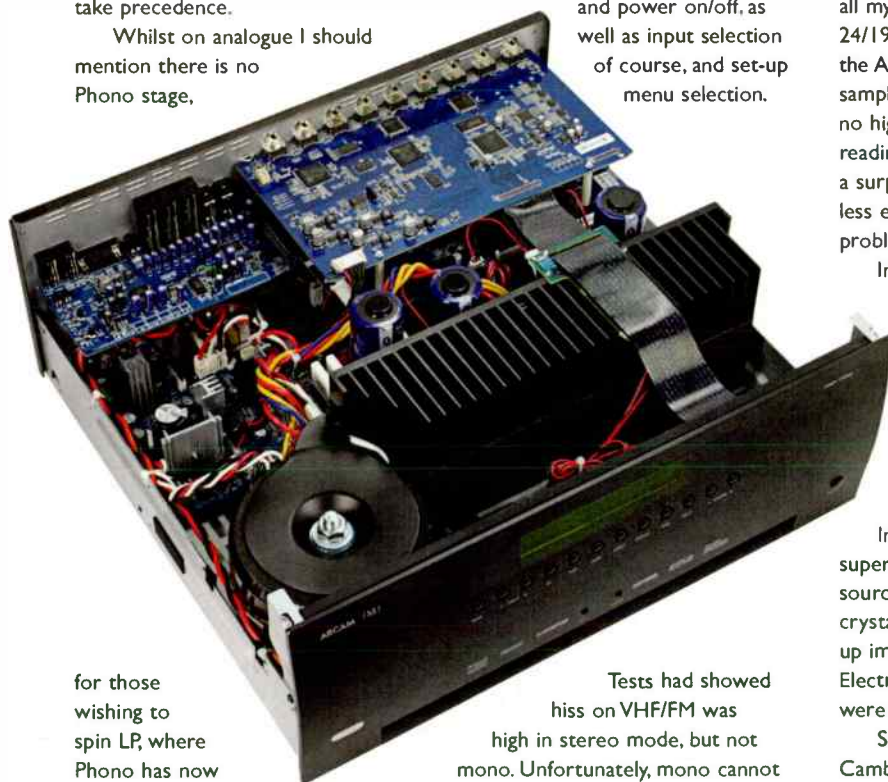 take precedence.
Whilst on analogue I should
mention there is no
Phono stage,
for those
wishing to
spin LP, where
Phono has now
and power on/off, as
well as input selection
of course, and set-up
menu selection.
Tests had showed
hiss on VHF/FM was
high in stereo mode, but not
mono. Unfortunately, mono cannot
all my
24/19
the A
sampl
no hig
readin
a surp
less e
probl
In
In
super
sourc
crysta
up im
Electr
were
S
Camb
ARCAM